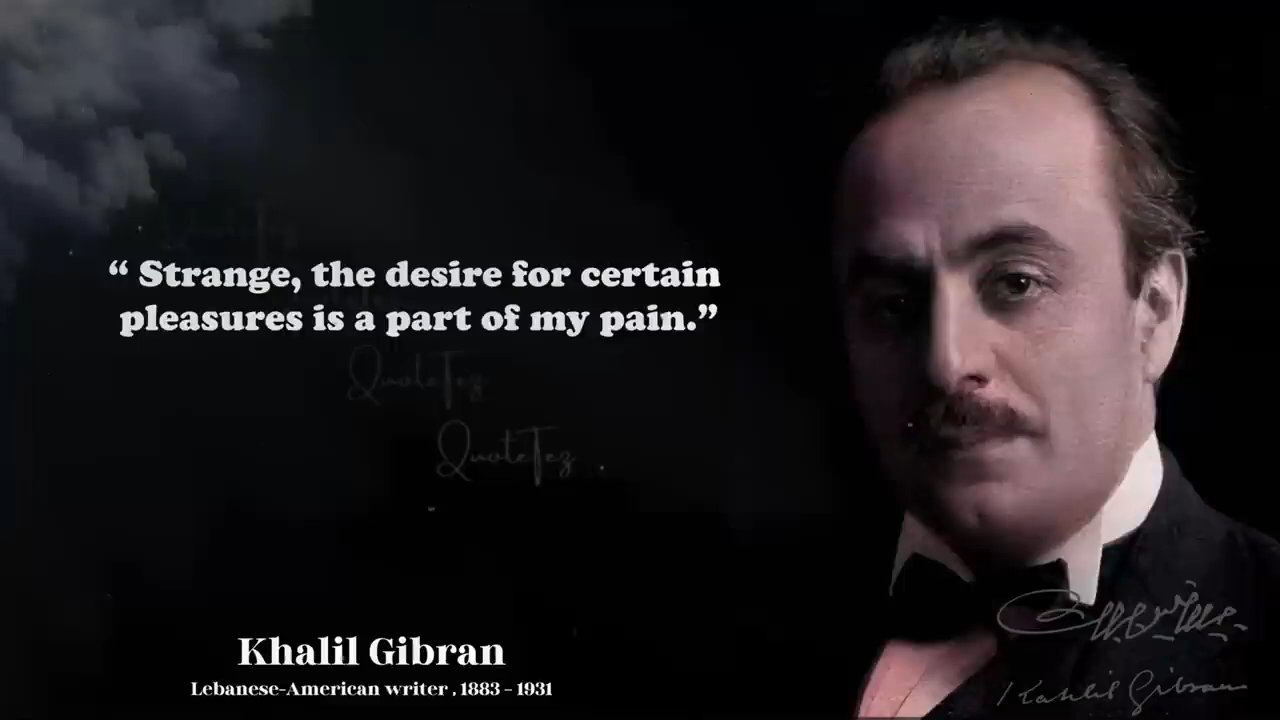 “ Strange, the desire for certain
pleasures is a part of my pain.”
QuoteTez
QuoteTez
Khalil Gibran
Lebanese-American writer , 1883 - 1931
Kahlil Gibran